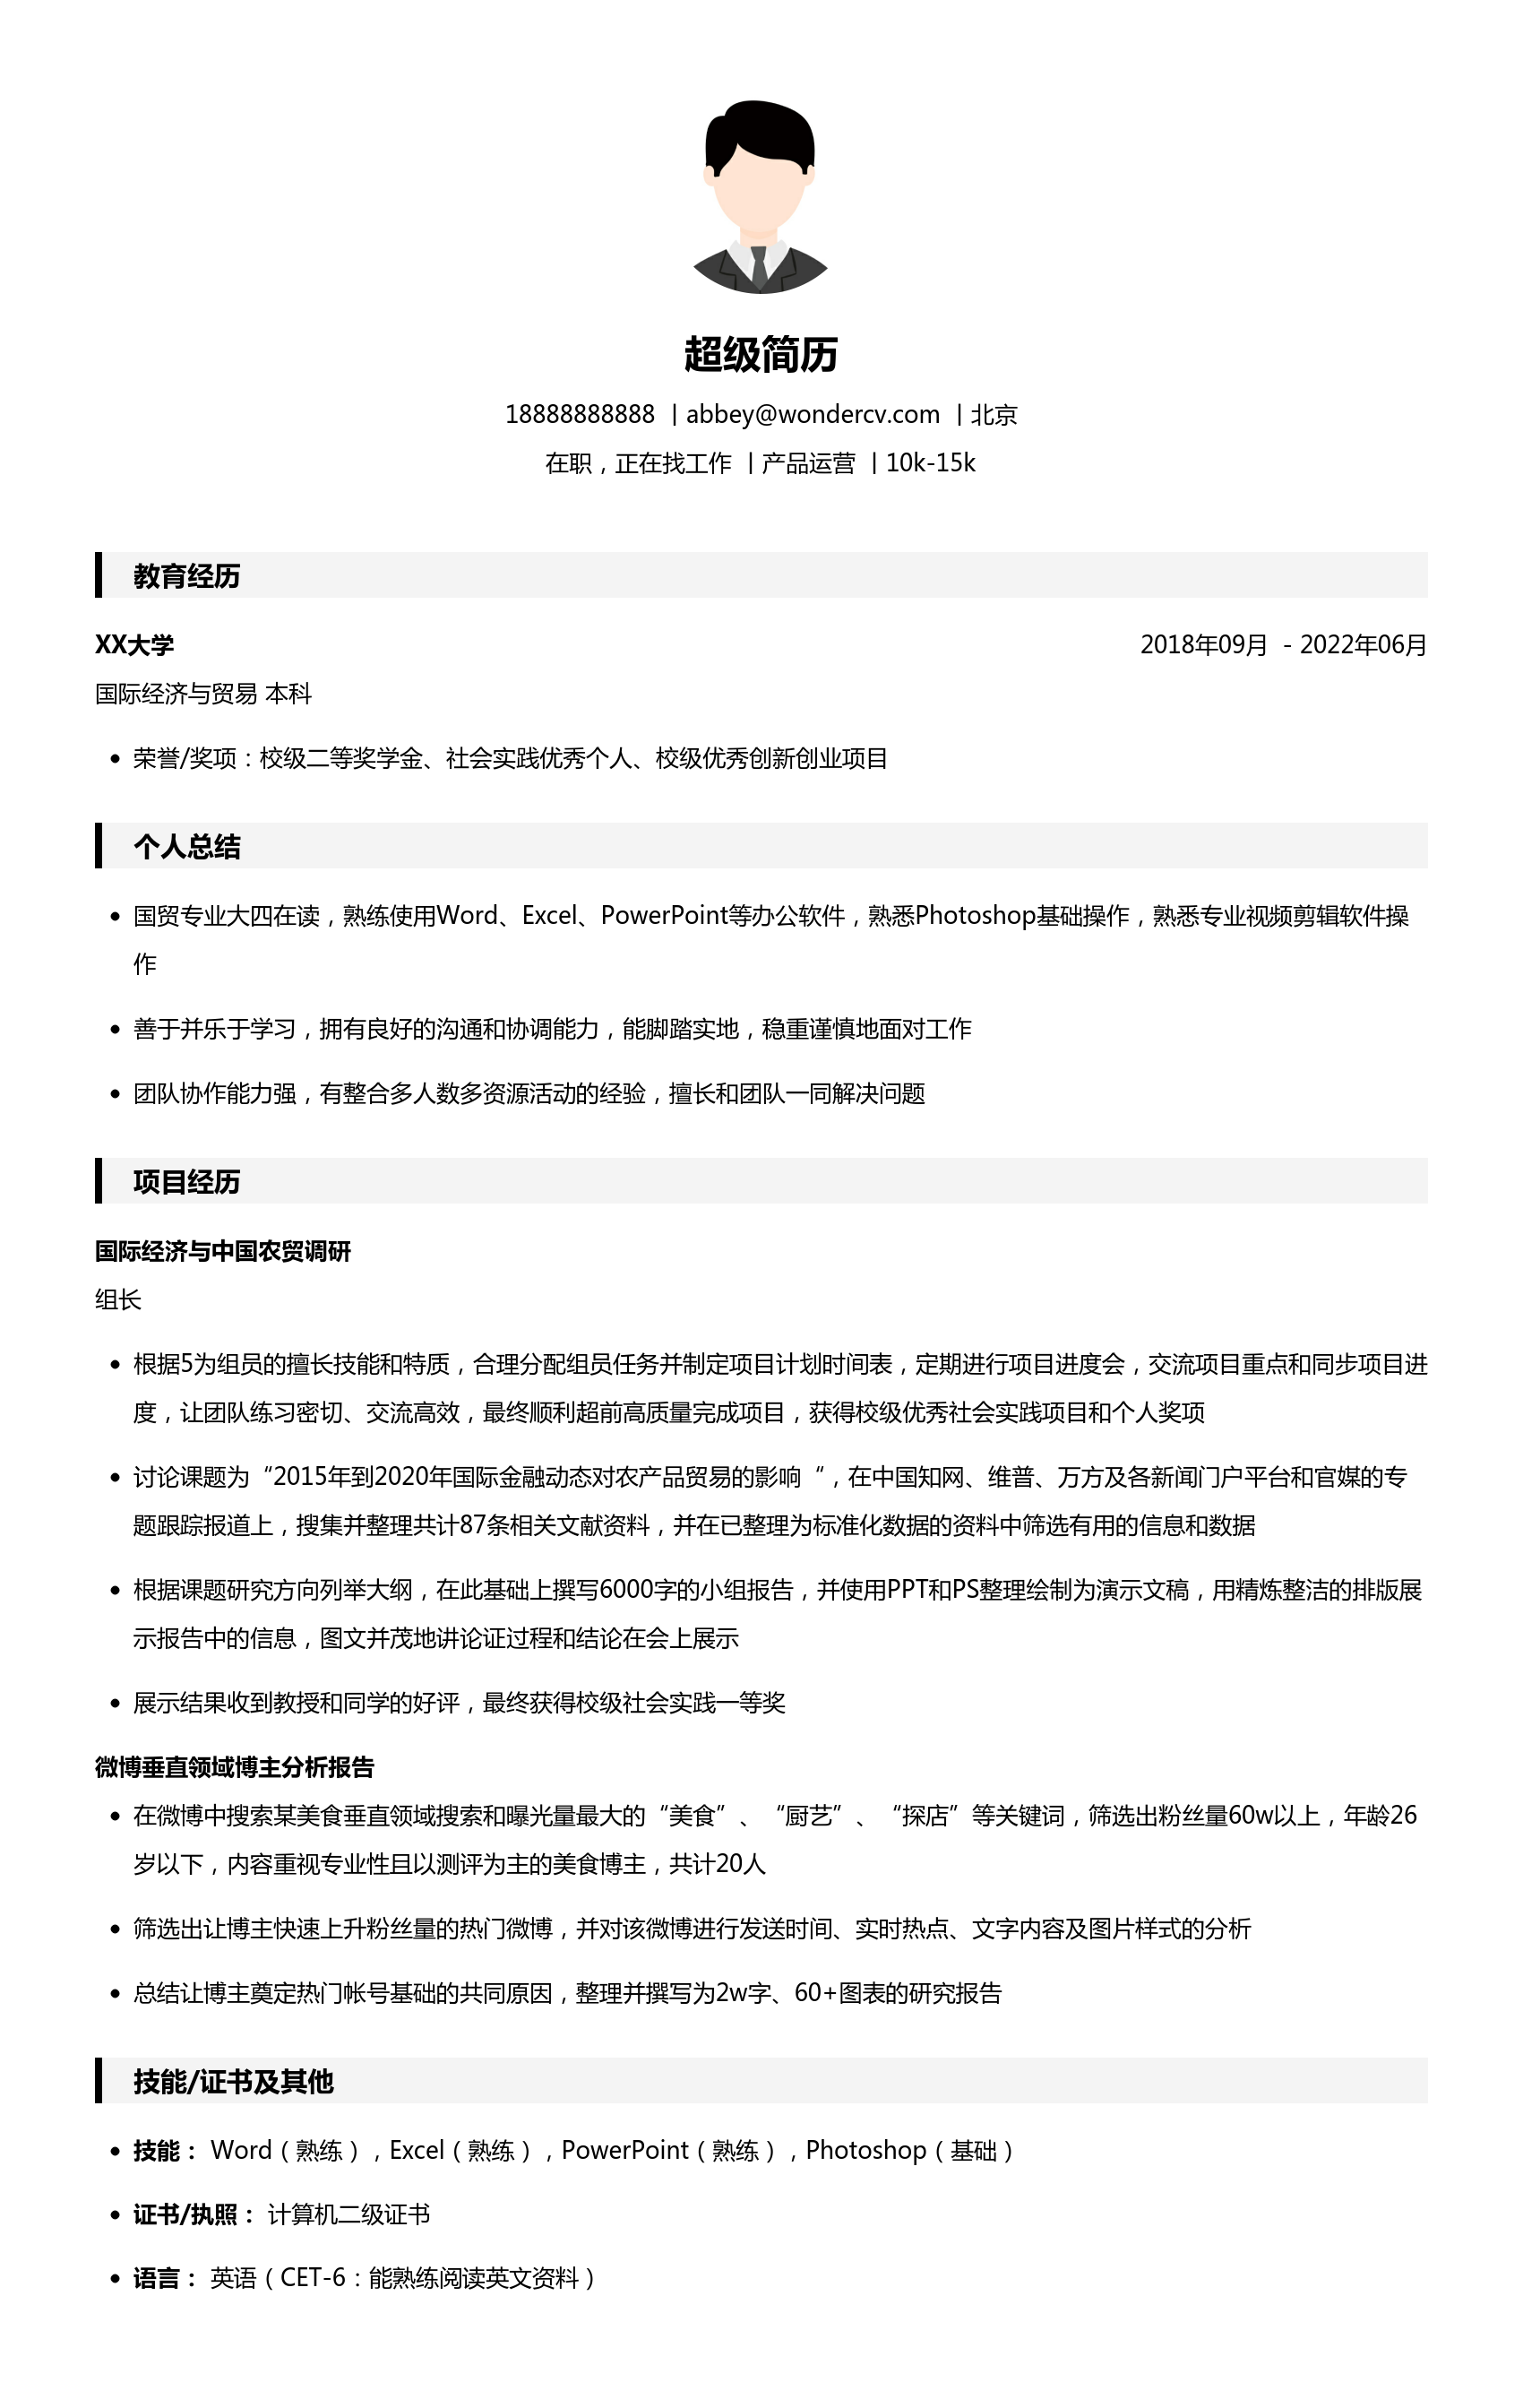 超级简历
18888888888 | abbey@wondercv.com | 北京
在职，正在找工作 | 产品运营 | 10k-15k
教育经历
XX大学 2018年09月 - 2022年06月
国际经济与贸易 本科
• 荣誉/奖项：校级二等奖学金、社会实践优秀个人、校级优秀创新创业项目
个人总结
• 国贸专业大四在读，熟练使用Word、Excel、PowerPoint等办公软件，熟悉Photoshop基础操作，熟悉专业视频剪辑软件操
作
• 善于并乐于学习，拥有良好的沟通和协调能力，能脚踏实地，稳重谨慎地面对工作
• 团队协作能力强，有整合多人数多资源活动的经验，擅长和团队一同解决问题
项目经历
国际经济与中国农贸调研
组长
• 根据5为组员的擅长技能和特质，合理分配组员任务并制定项目计划时间表，定期进行项目进度会，交流项目重点和同步项目进
度，让团队练习密切、交流高效，最终顺利超前高质量完成项目，获得校级优秀社会实践项目和个人奖项
• 讨论课题为“2015年到2020年国际金融动态对农产品贸易的影响“，在中国知网、维普、万方及各新闻门户平台和官媒的专
题跟踪报道上，搜集并整理共计87条相关文献资料，并在已整理为标准化数据的资料中筛选有用的信息和数据
• 根据课题研究方向列举大纲，在此基础上撰写6000字的小组报告，并使用PPT和PS整理绘制为演示文稿，用精炼整洁的排版展
示报告中的信息，图文并茂地讲论证过程和结论在会上展示
• 展示结果收到教授和同学的好评，最终获得校级社会实践一等奖
微博垂直领域博主分析报告
• 在微博中搜索某美食垂直领域搜索和曝光量最大的“美食”、“厨艺”、“探店”等关键词，筛选出粉丝量60w以上，年龄26
岁以下，内容重视专业性且以测评为主的美食博主，共计20人
• 筛选出让博主快速上升粉丝量的热门微博，并对该微博进行发送时间、实时热点、文字内容及图片样式的分析
• 总结让博主奠定热门帐号基础的共同原因，整理并撰写为2w字、60+图表的研究报告
技能/证书及其他
• 技能： Word（熟练），Excel（熟练），PowerPoint（熟练），Photoshop（基础）
• 证书/执照： 计算机二级证书
• 语言： 英语（CET-6：能熟练阅读英文资料）